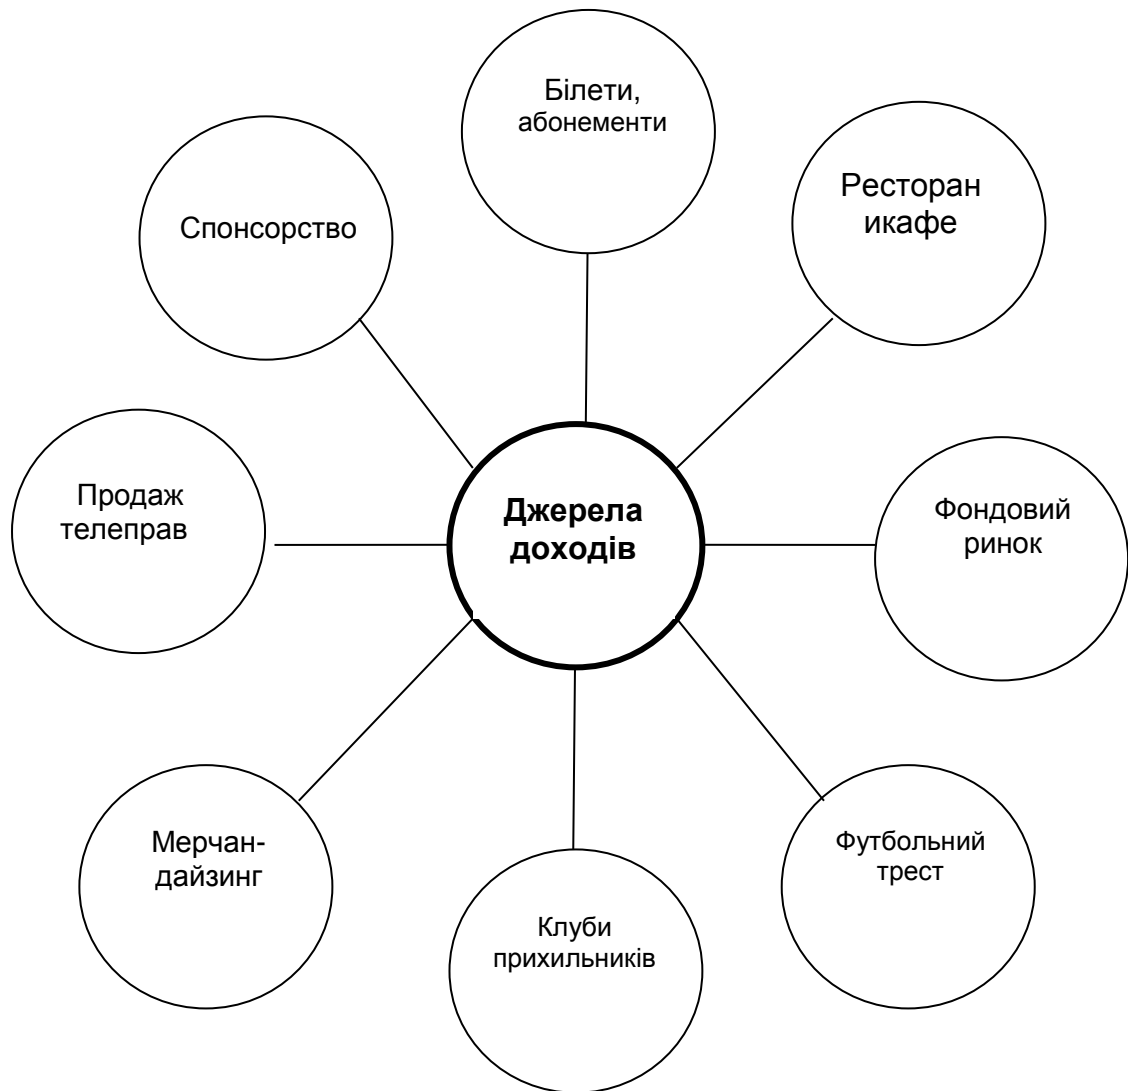 Білети,
абонементи
Ресторан
икафе
Спонсорство
Продаж
телеправ
Джерела
доходів
Фондовий
ринок
Мерчан-
дайзинг
Футбольний
трест
Клуби
прихильників